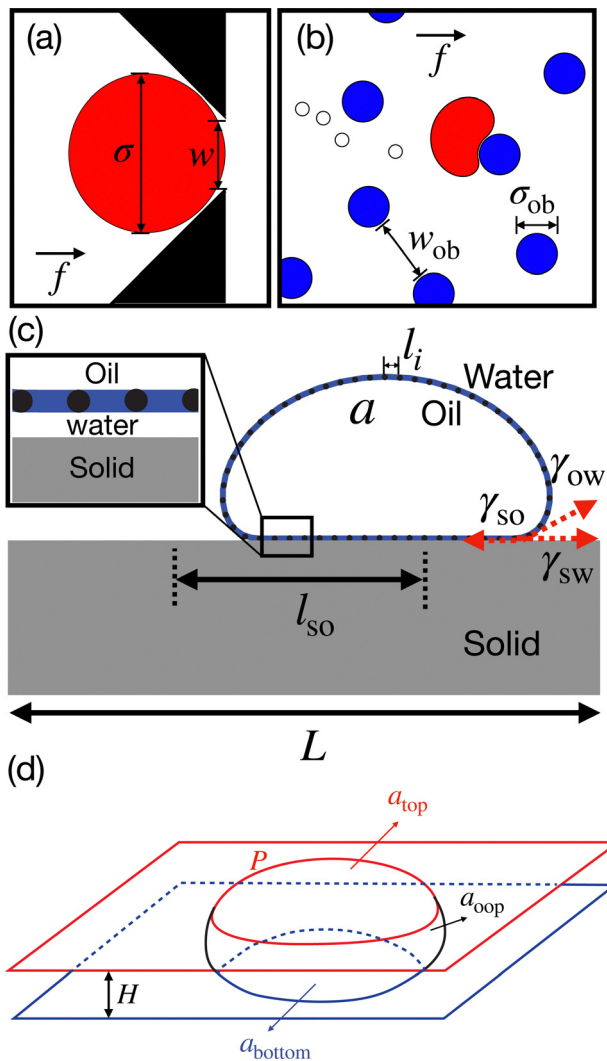 (a)
σ
w
f
(b)
f
σob
wob
(c)
Oil
water
Solid
li
Water
a
Oil
γow
γso
γsw
lso
Solid
L
(d)
atop
P
aoop
H
abottom